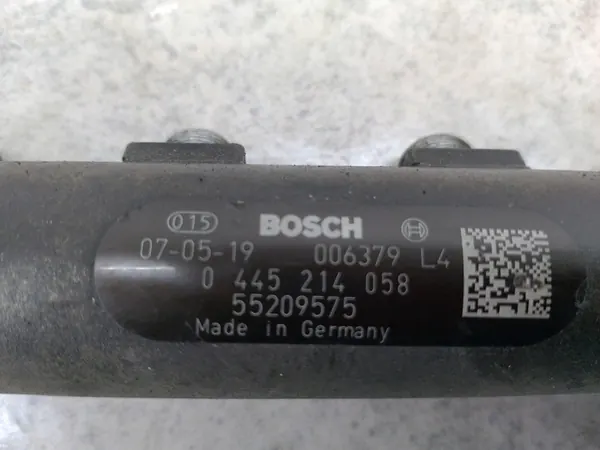 015 BOSCH
07-05-19 006379 L4
0 445 214 058
55209575
Made in Germany